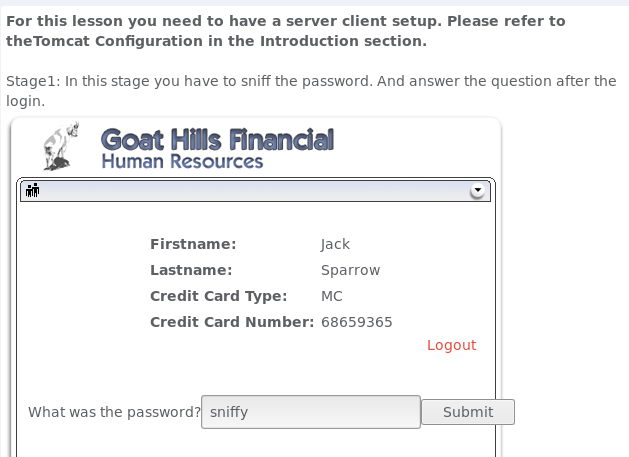 For this lesson you need to have a server client setup. Please refer to
theTomcat Configuration in the Introduction section.
Stage1: In this stage you have to sniff the password. And answer the question after the
login.
Goat Hills Financial
Human Resources
Firstname: Jack
Lastname: Sparrow
Credit Card Type: MC
Credit Card Number: 68659365
Logout
What was the password? sniffy Submit